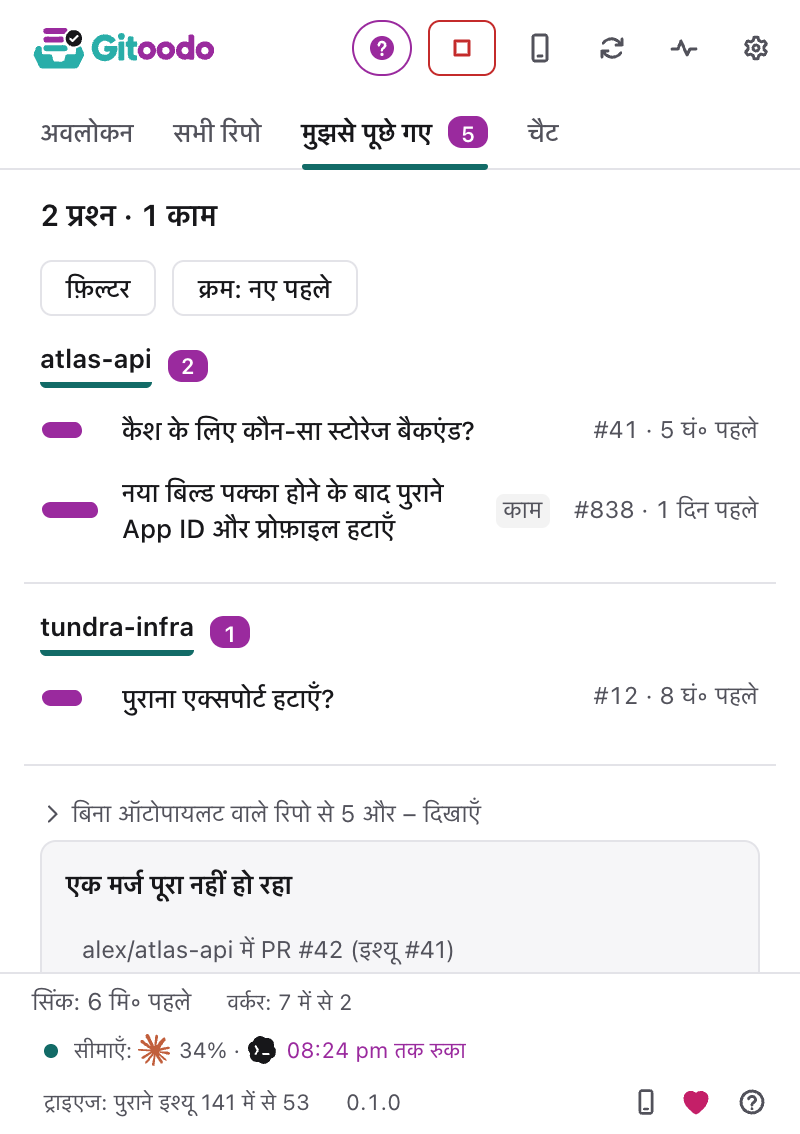 Gitoodo
अवलोकन सभी रिपो मुझसे पूछे गए 5 चैट
2 प्रश्न · 1 काम
फ़िल्टर क्रम: नए पहले
atlas-api 2
कैश के लिए कौन-सा स्टोरेज बैकएंड? #41 · 5 घं॰ पहले
नया बिल्ड पक्का होने के बाद पुराने
App ID और प्रोफ़ाइल हटाएँ काम #838 · 1 दिन पहले
tundra-infra 1
पुराना एक्सपोर्ट हटाएँ? #12 · 8 घं॰ पहले
बिना ऑटोपायलट वाले रिपो से 5 और – दिखाएँ
एक मर्ज पूरा नहीं हो रहा
alex/atlas-api में PR #42 (इश्यू #41)
सिंक: 6 मि॰ पहले वर्कर: 7 में से 2
सीमाएँ: 34% · 08:24 pm तक रुका
ट्राइएज: पुराने इश्यू 141 में से 53 0.1.0